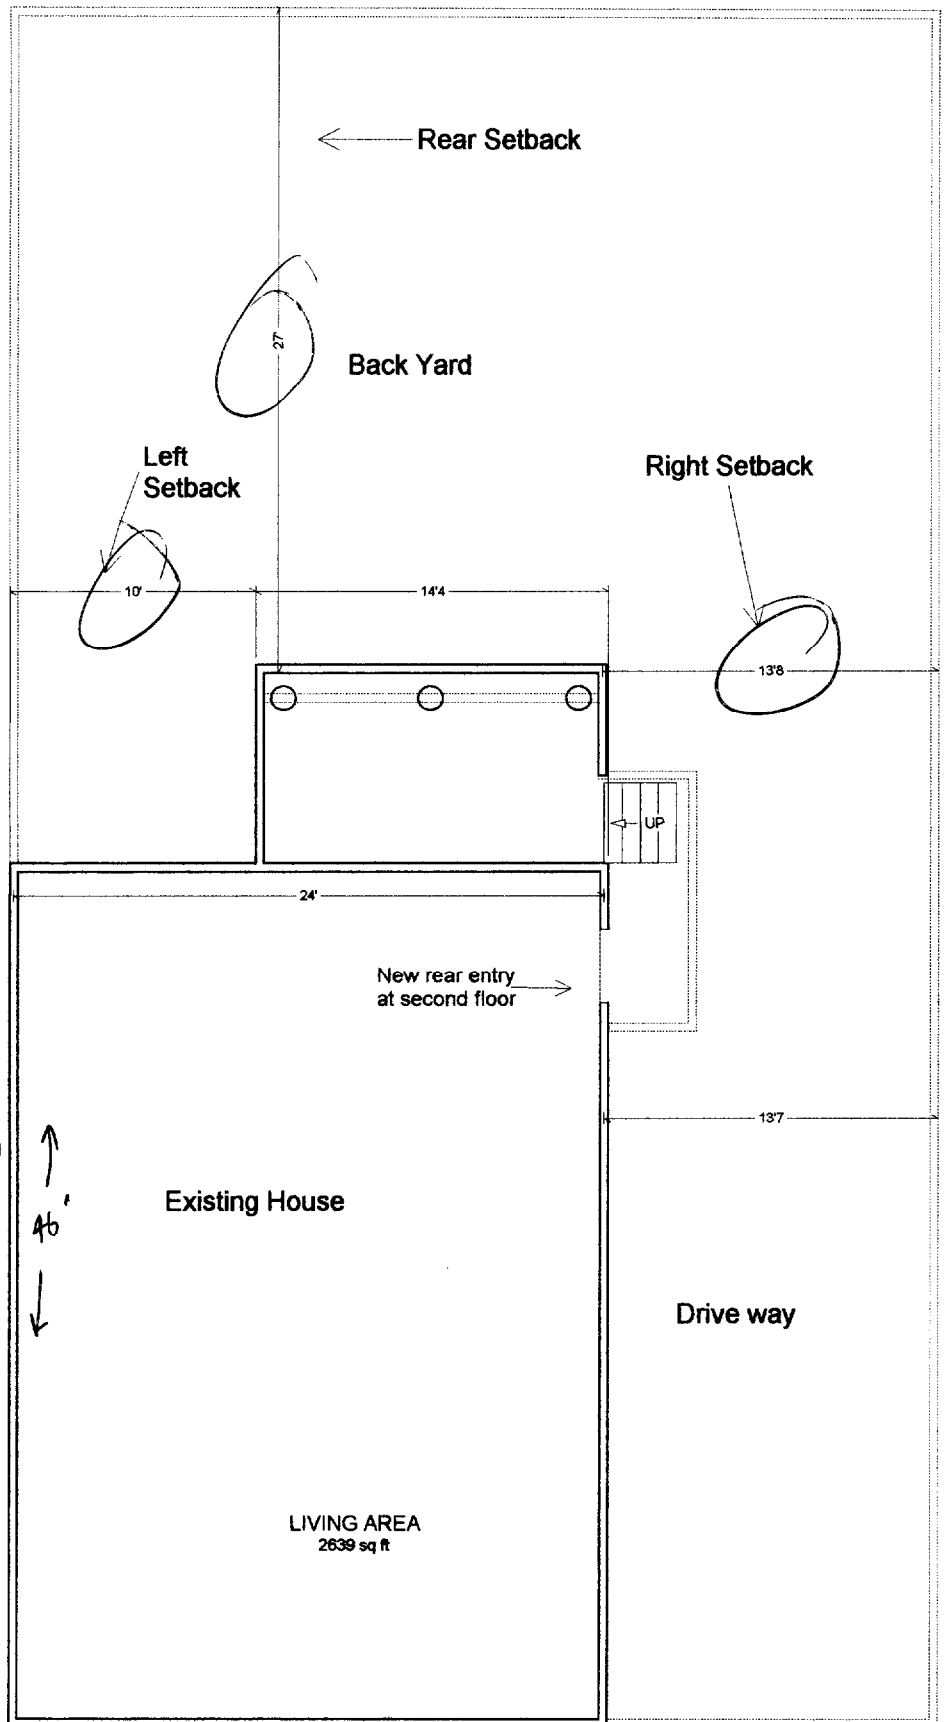 Rear Setback
27'
Back Yard
Left
Setback
Right Setback
10'
14'4
13'8
UP
24'
New rear entry
at second floor
13'7
46'
Existing House
Drive way
LIVING AREA
2639 sq ft